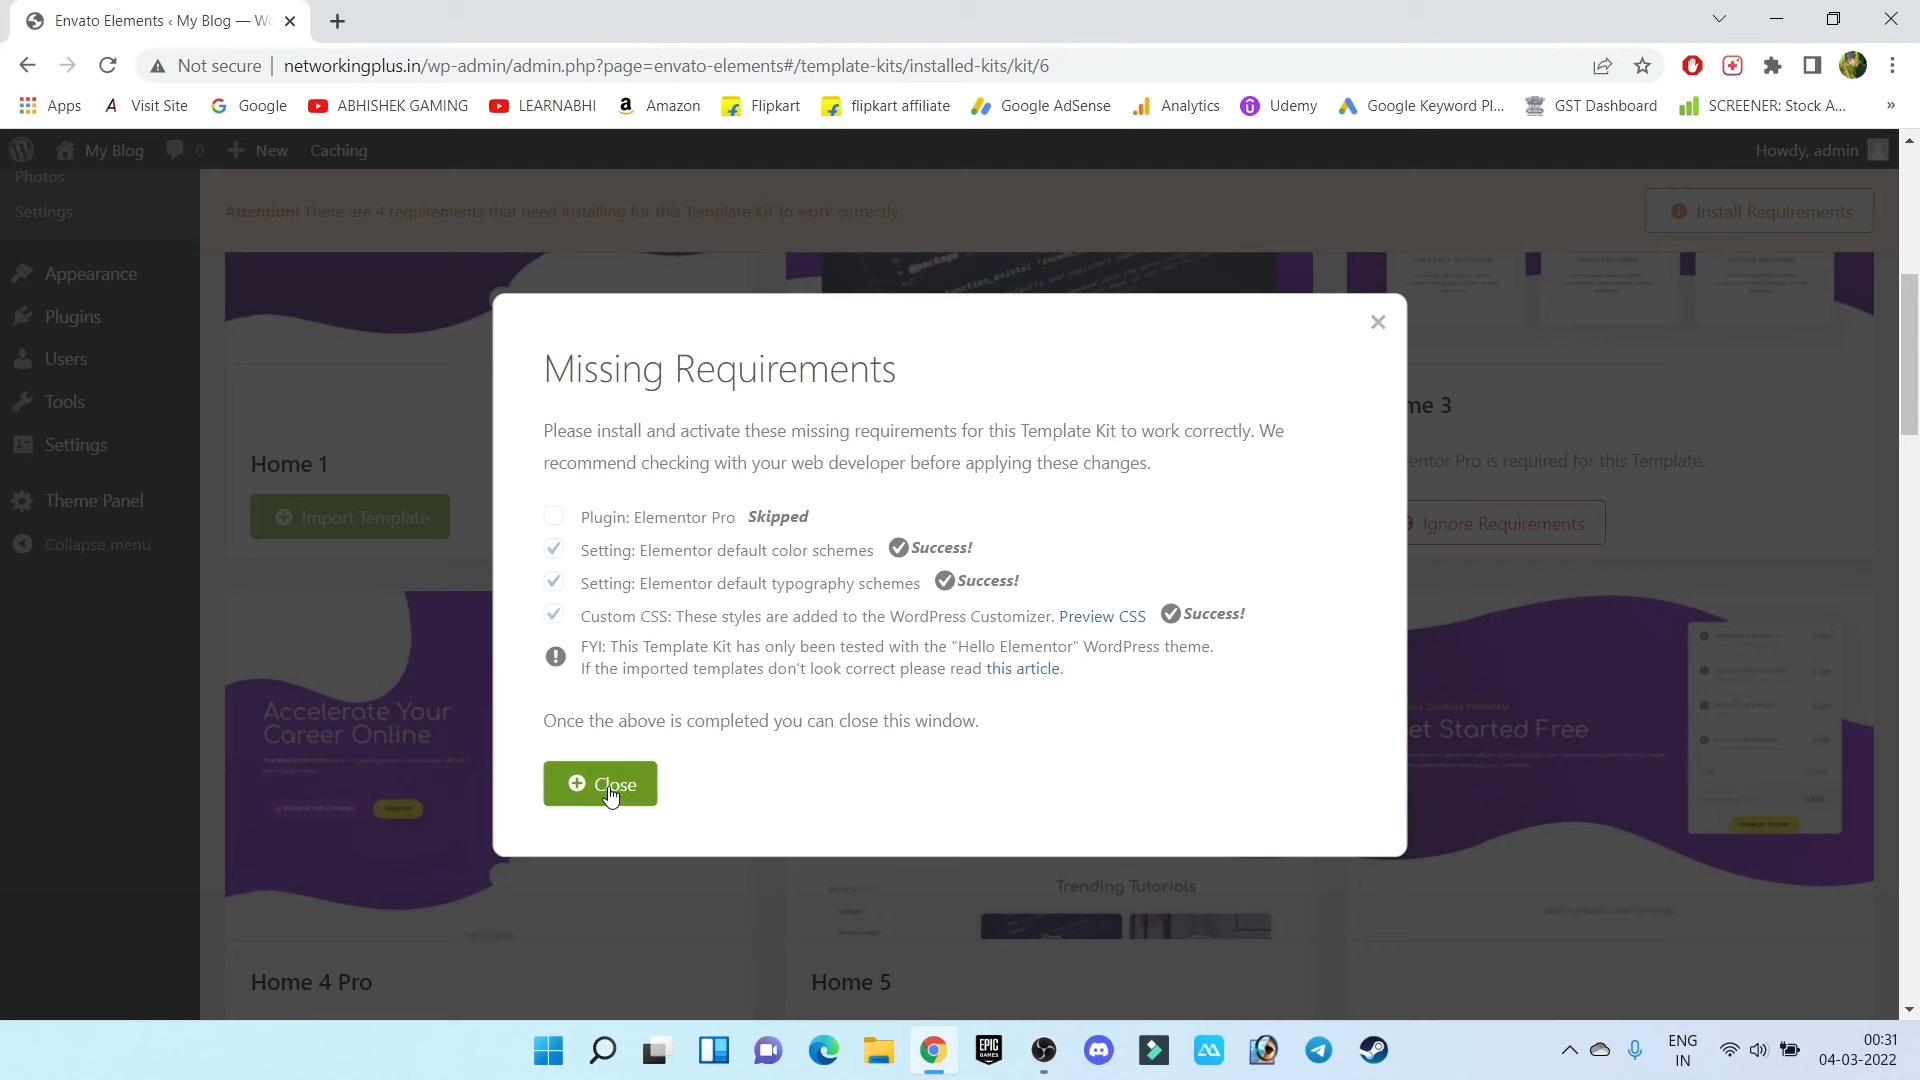 Envato Elements ‹ My Blog — Wo
Not secure
networkingplus.in/wp-admin/admin.php?page=envato-elements#/template-kits/installed-kits/kit/6
Apps
Visit Site
Google
ABHISHEK GAMING
LEARNABHI
Amazon
Flipkart
flipkart affiliate
Google AdSense
Analytics
Udemy
Google Keyword Pl...
GST Dashboard
SCREENER: Stock A...
»
My Blog
0
New
Caching
Howdy, admin
Photos
Settings
Attention! There are 4 requirements that need installing for this Template Kit to work correctly.
Install Requirements
Appearance
Plugins
Users
Tools
Settings
Theme Panel
Collapse menu
Home 1
Import Template
me 3
entor Pro is required for this Template.
Ignore Requirements
Missing Requirements
Please install and activate these missing requirements for this Template Kit to work correctly. We
recommend checking with your web developer before applying these changes.
Plugin: Elementor Pro Skipped
Setting: Elementor default color schemes Success!
Setting: Elementor default typography schemes Success!
Custom CSS: These styles are added to the WordPress Customizer. Preview CSS Success!
FYI: This Template Kit has only been tested with the "Hello Elementor" WordPress theme.
If the imported templates don't look correct please read this article.
Once the above is completed you can close this window.
Close
Accelerate Your
Career Online
et Started Free
Trending Tutorials
Home 4 Pro
Home 5
EPIC
GAMES
ENG
IN
00:31
04-03-2022